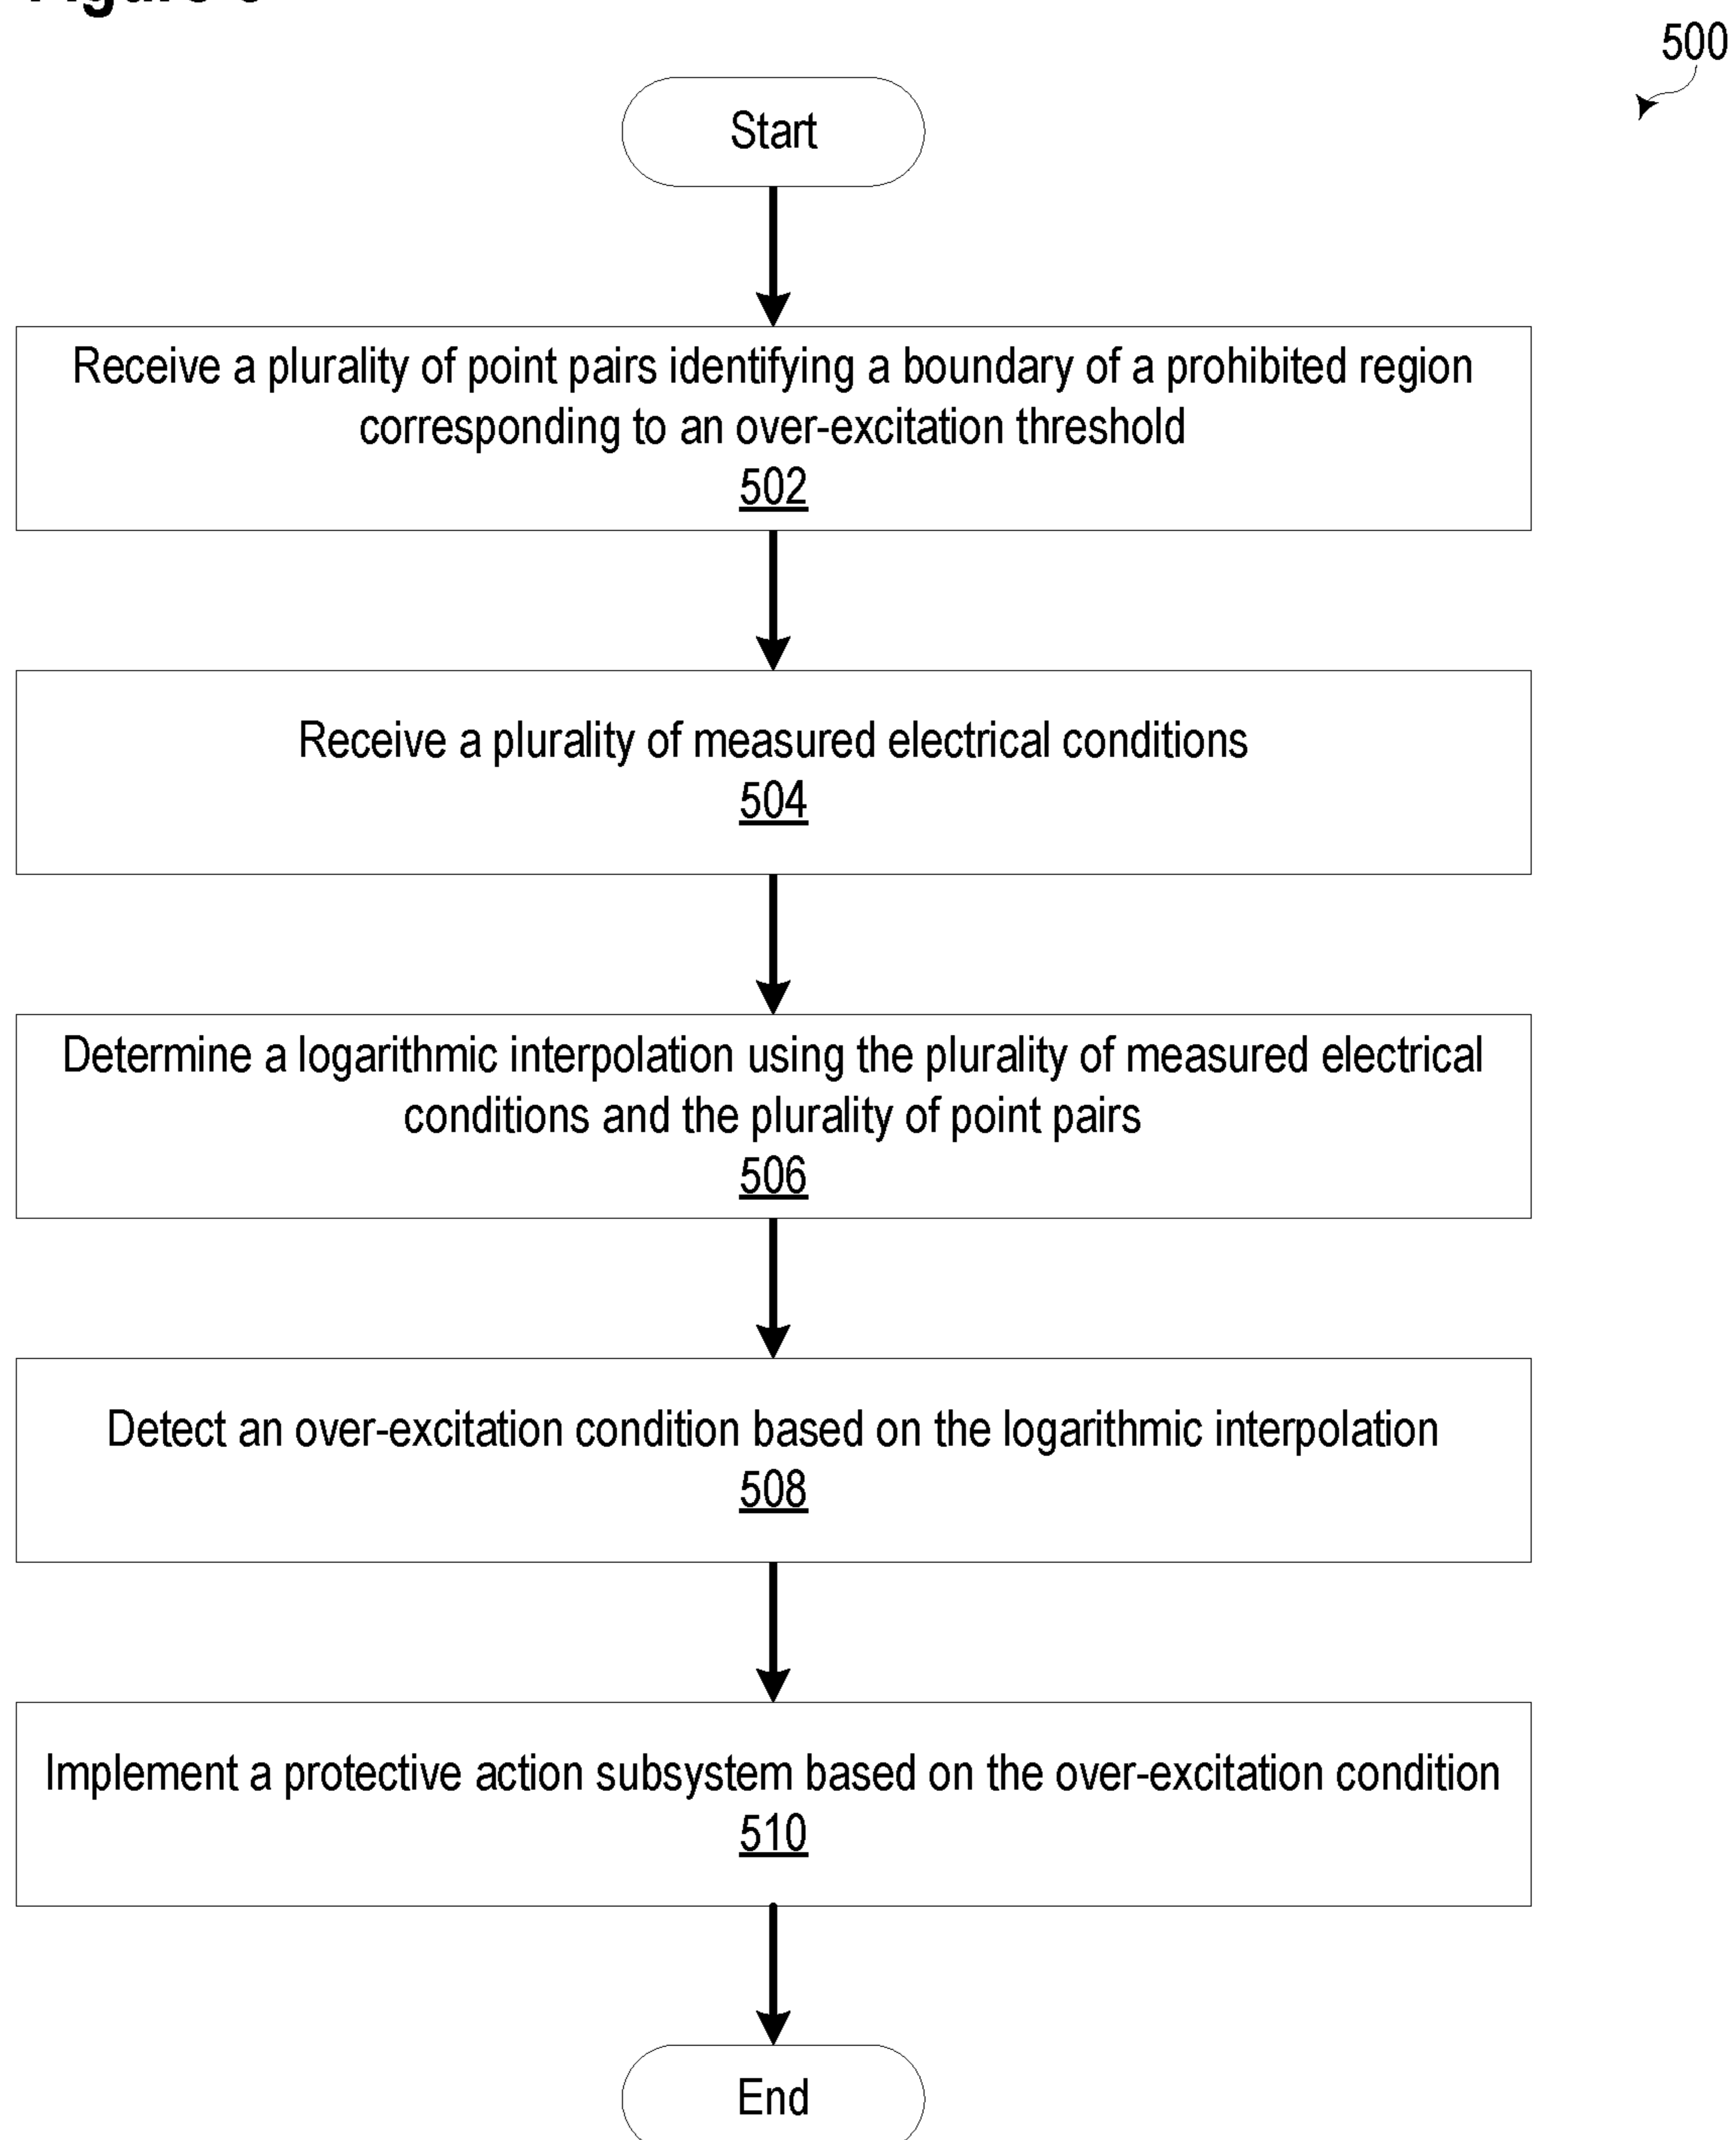 500
Start
Receive a plurality of point pairs identifying a boundary of a prohibited region
corresponding to an over-excitation threshold
502
Receive a plurality of measured electrical conditions
504
Determine a logarithmic interpolation using the plurality of measured electrical
conditions and the plurality of point pairs
506
Detect an over-excitation condition based on the logarithmic interpolation
508
Implement a protective action subsystem based on the over-excitation condition
510
End